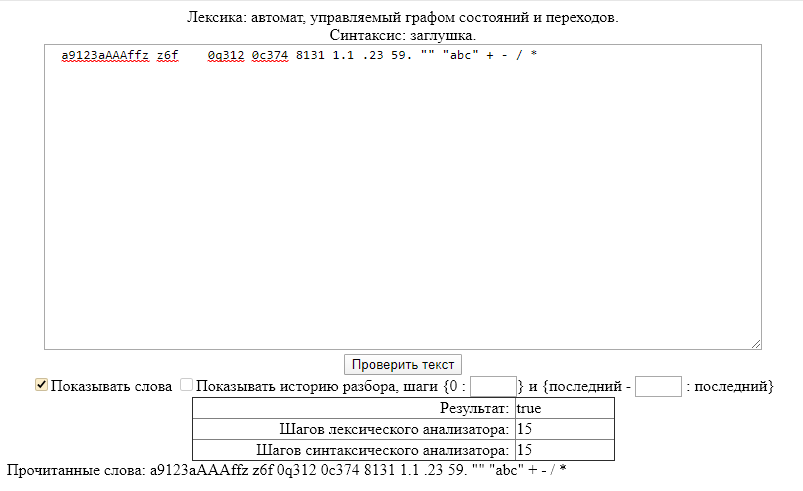 Лексика: автомат, управляемый графом состояний и переходов.
Синтаксис: заглушка.
a9123aAAAffz z6f    0q312 0c374 8131 1.1 .23 59. "" "abc" + - / *
Проверить текст
Показывать слова Показывать историю разбора, шаги {0 : } и {последний - : последний}
Результат: true
Шагов лексического анализатора: 15
Шагов синтаксического анализатора: 15
Прочитанные слова: a9123aAAAffz z6f 0q312 0c374 8131 1.1 .23 59. "" "abc" + - / *